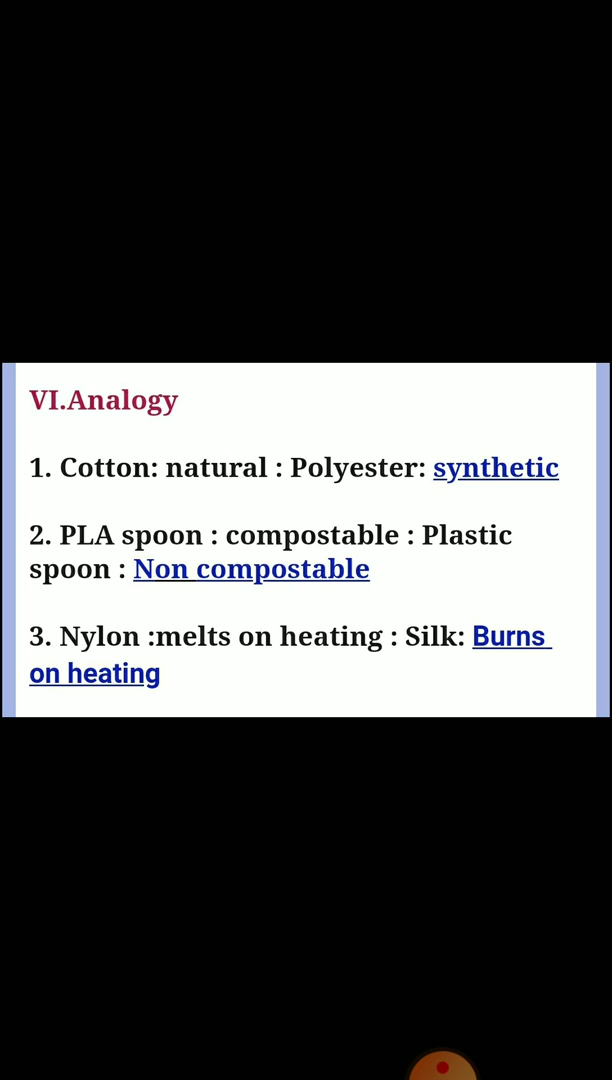 VI.Analogy
1. Cotton: natural : Polyester: synthetic
2. PLA spoon : compostable : Plastic
spoon : Non compostable
3. Nylon :melts on heating : Silk: Burns
on heating